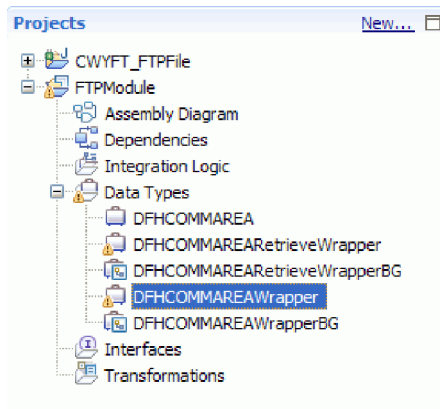 Projects New...
CWYFT_FTPFile
FTPModule
Assembly Diagram
Dependencies
Integration Logic
Data Types
DFHCOMMAREA
DFHCOMMAREARetrieveWrapper
DFHCOMMAREARetrieveWrapperBG
DFHCOMMAREAWrapper
DFHCOMMAREAWrapperBG
Interfaces
Transformations